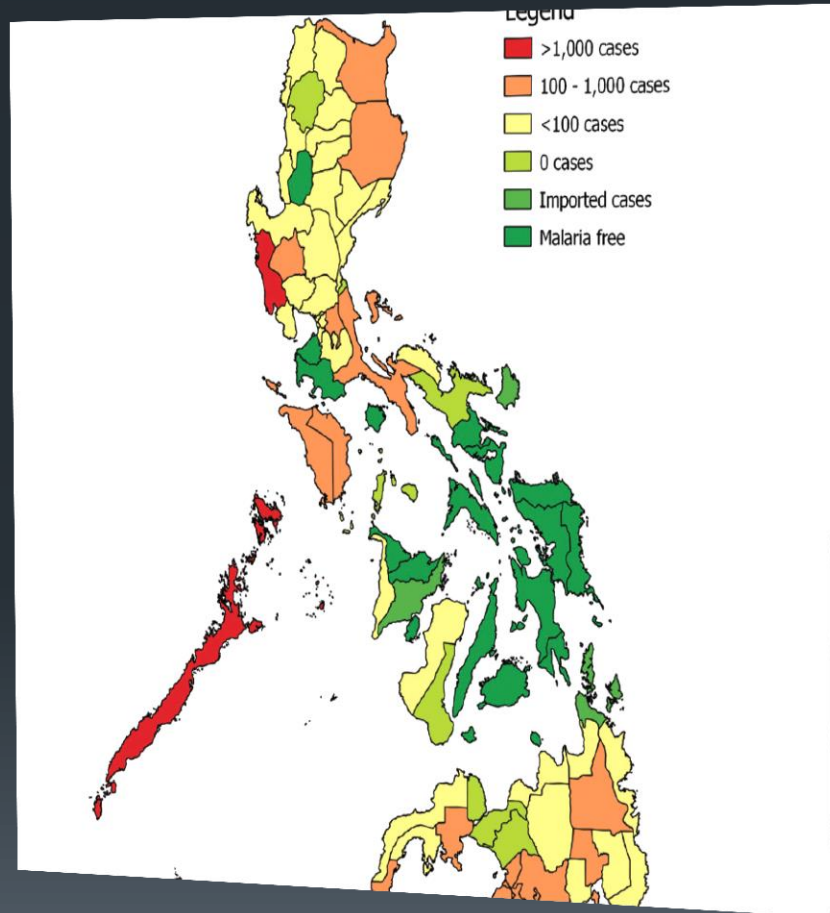 Legend
>1,000 cases
100 - 1,000 cases
<100 cases
0 cases
Imported cases
Malaria free